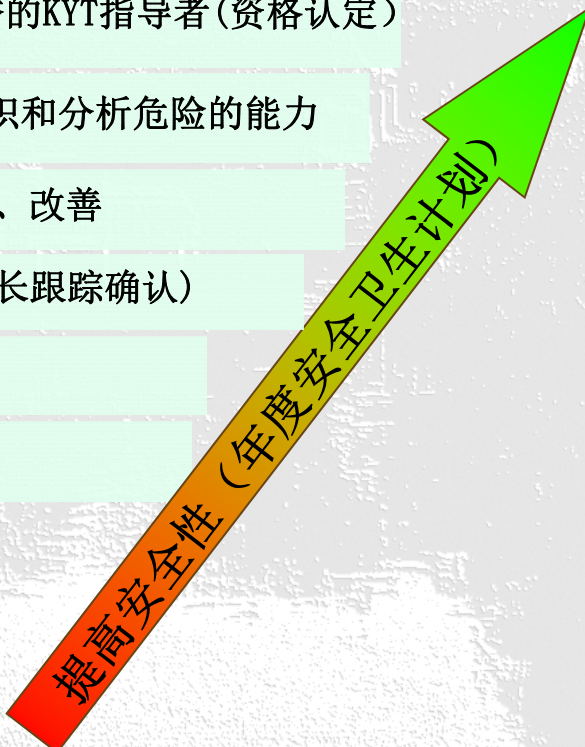 的KYT指导者(资格认定)
和分析危险的能力
、改善
长跟踪确认)
提高安全性（年度安全卫生计划）